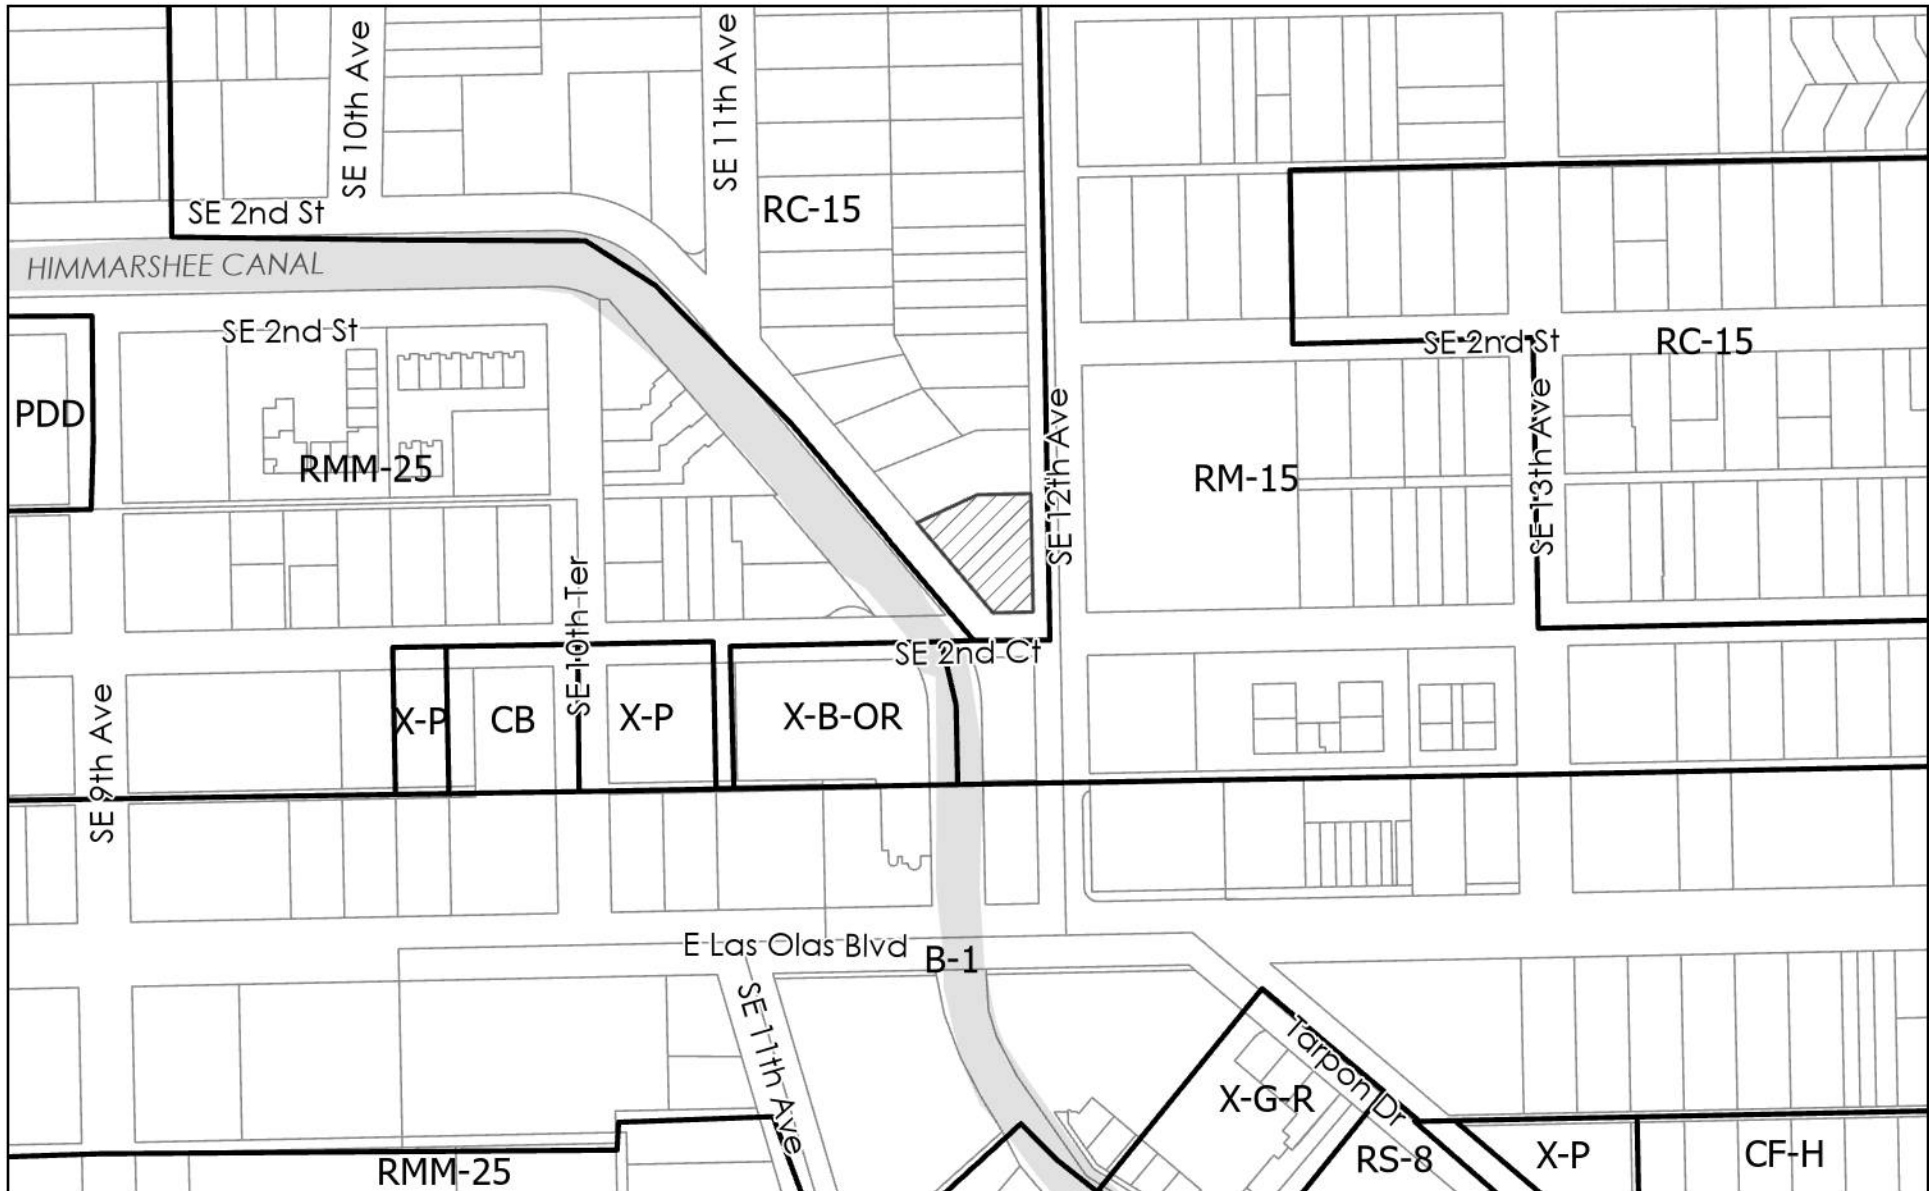 SE 10th Ave
SE 11th Ave
SE 2nd St
RC-15
HIMMARSHEE CANAL
SE 2nd St
SE 2nd St
RC-15
PDD
RMM-25
SE 12th Ave
RM-15
SE 13th Ave
SE 10th Ter
SE 2nd Ct
SE 9th Ave
X-P
CB
X-P
X-B-OR
E Las Olas Blvd
B-1
SE 11th Ave
Tarpon Dr
X-G-R
RMM-25
RS-8
X-P
CF-H